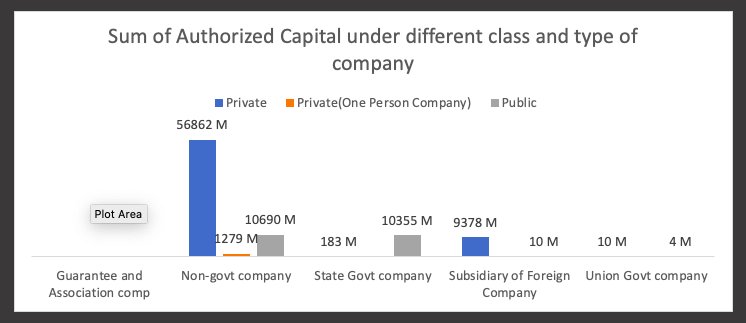 Sum of Authorized Capital under different class and type of
company
Private Private(One Person Company) Public
56862 M
1279 M
10690 M
183 M
10355 M
9378 M
10 M
10 M
4 M
Plot Area
Guarantee and
Association comp
Non-govt company
State Govt company
Subsidiary of Foreign
Company
Union Govt company